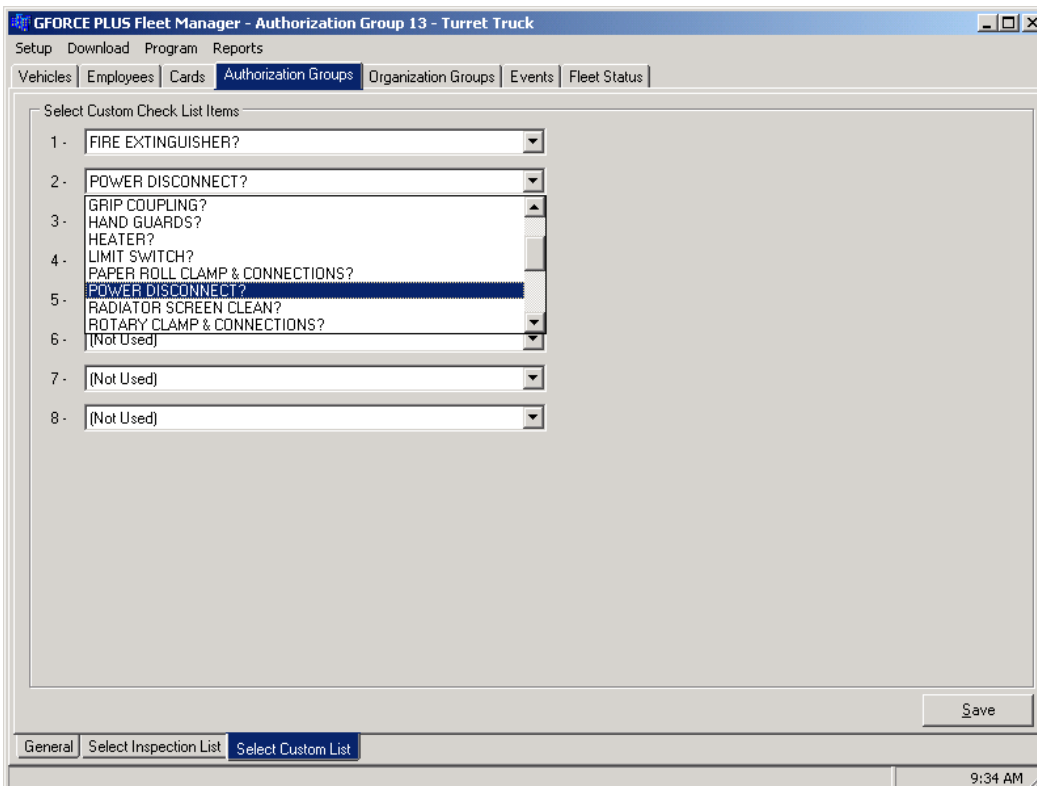 GFORCE PLUS Fleet Manager - Authorization Group 13 - Turret Truck
Setup Download Program Reports
Vehicles Employees Cards Authorization Groups Organization Groups Events Fleet Status
Select Custom Check List Items
1 - FIRE EXTINGUISHER?
2 - POWER DISCONNECT?
GRIP COUPLING?
3 - HAND GUARDS?
HEATER?
4 - LIMIT SWITCH?
PAPER ROLL CLAMP & CONNECTIONS?
5 - POWER DISCONNECT?
RADIATOR SCREEN CLEAN?
ROTARY CLAMP & CONNECTIONS?
6 - (Not Used)
7 - (Not Used)
8 - (Not Used)
Save
General Select Inspection List Select Custom List
9:34 AM